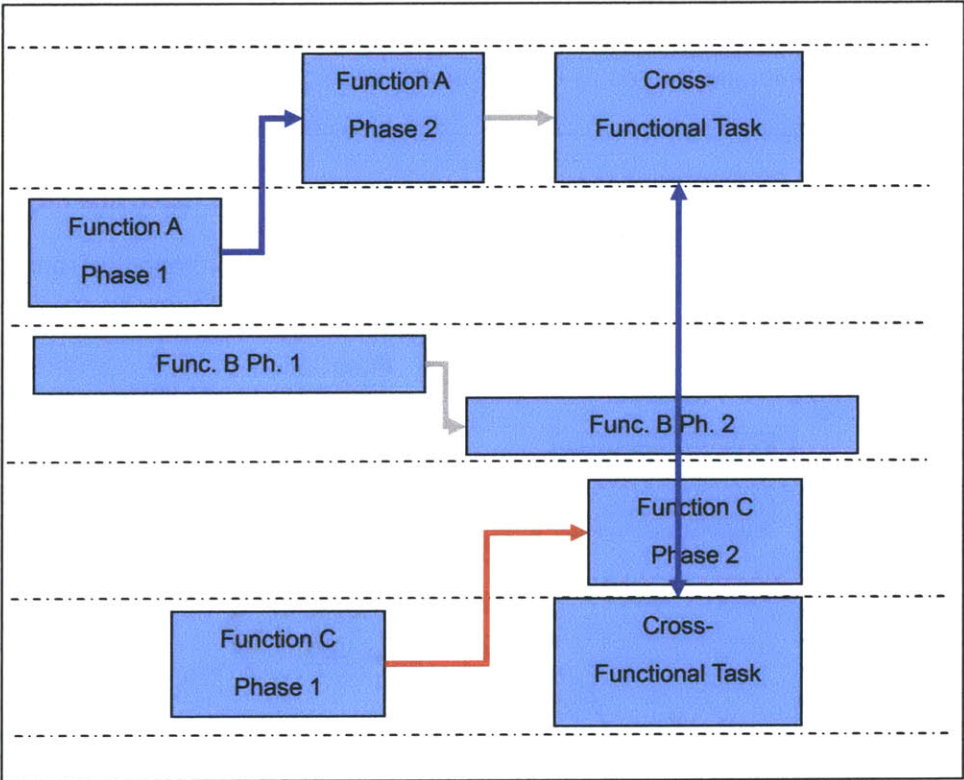 Function A
Phase 2
Cross-
Functional Task
Function A
Phase 1
Func. B Ph. 1
Func. B Ph. 2
Function C
Phase 2
Function C
Phase 1
Cross-
Functional Task